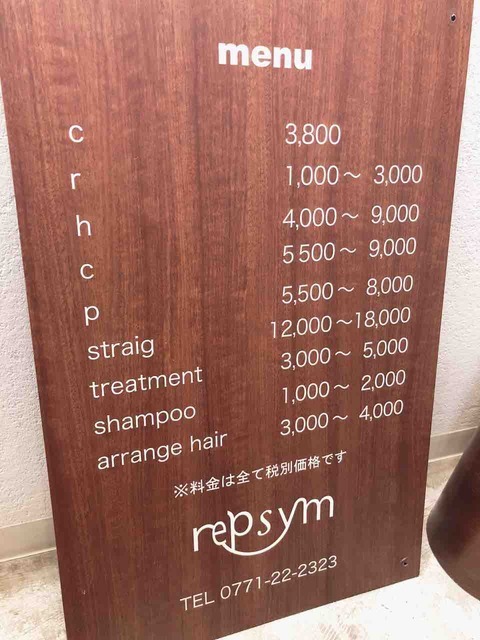 menu
c 3,800
r 1,000～ 3,000
h 4,000～ 9,000
c 5 500～ 9,000
p 5,500～ 8,000
straig 12,000～18,000
treatment 3,000～ 5,000
shampoo 1,000～ 2,000
arrange hair 3,000～ 4,000
※料金は全て税別価格です
repsym
TEL 0771-22-2323